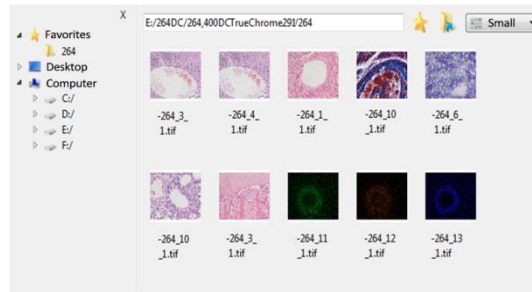 X
E:/264DC/264,400DCTrueChrome291/264
Small
Favorites
264
Desktop
Computer
C:/
D:/
E:/
F:/
-264_3_
1.tif
-264_4_
1.tif
-264_1_
1.tif
-264_10
_1.tif
-264_6_
1.tif
-264_10
_1.tif
-264_3_
1.tif
-264_11
_1.tif
-264_12
_1.tif
-264_13
_1.tif